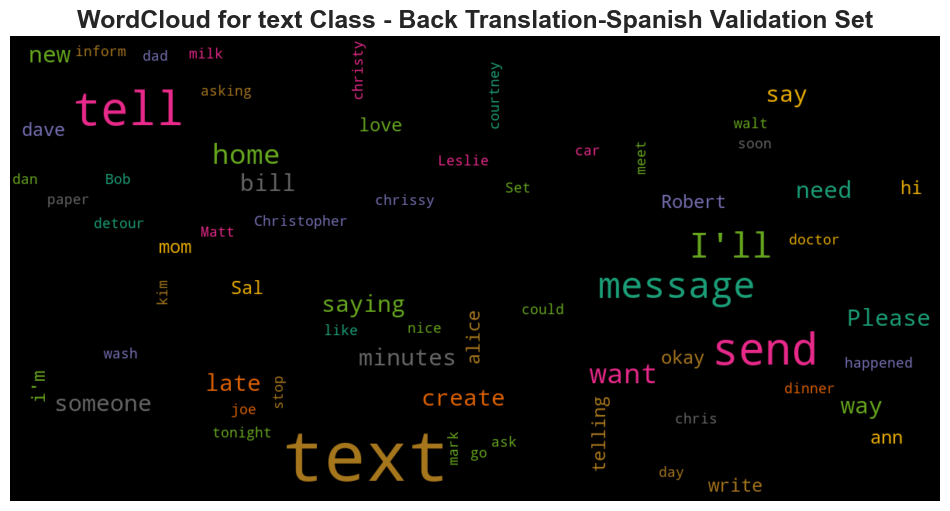 WordCloud for text Class - Back Translation-Spanish Validation Set
new inform dad milk christy
tell asking courtney say
dave love walt
home Leslie car meet soon
dan Bob bill Set need hi
paper chrissy Robert
detour Matt Christopher
mom I'll doctor
kim Sal message
saying could Please
like nice alice
wash minutes okay send happened
i'm late stop want dinner
someone joe create chris way
tonight text mark go ask telling ann
day write